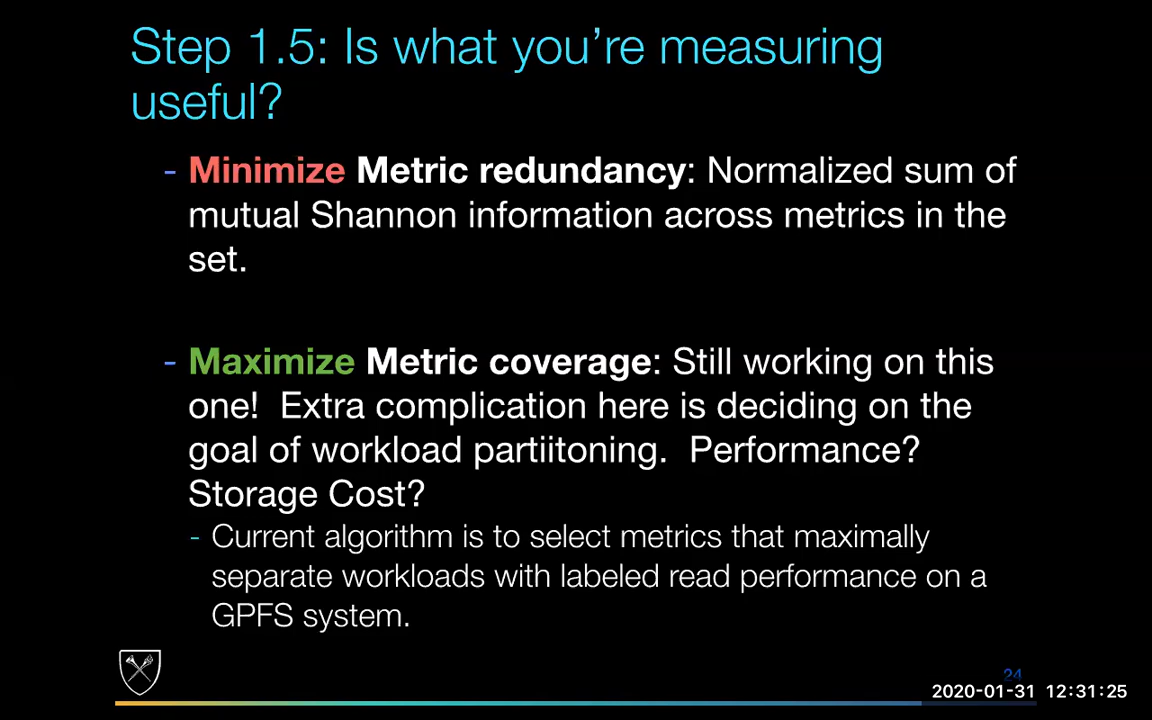 Step 1.5: Is what you’re measuring
useful?
- Minimize Metric redundancy: Normalized sum of
mutual Shannon information across metrics in the
set.
- Maximize Metric coverage: Still working on this
one!  Extra complication here is deciding on the
goal of workload partiitoning.  Performance?
Storage Cost?
- Current algorithm is to select metrics that maximally
separate workloads with labeled read performance on a
GPFS system.
24
2020-01-31 12:31:25